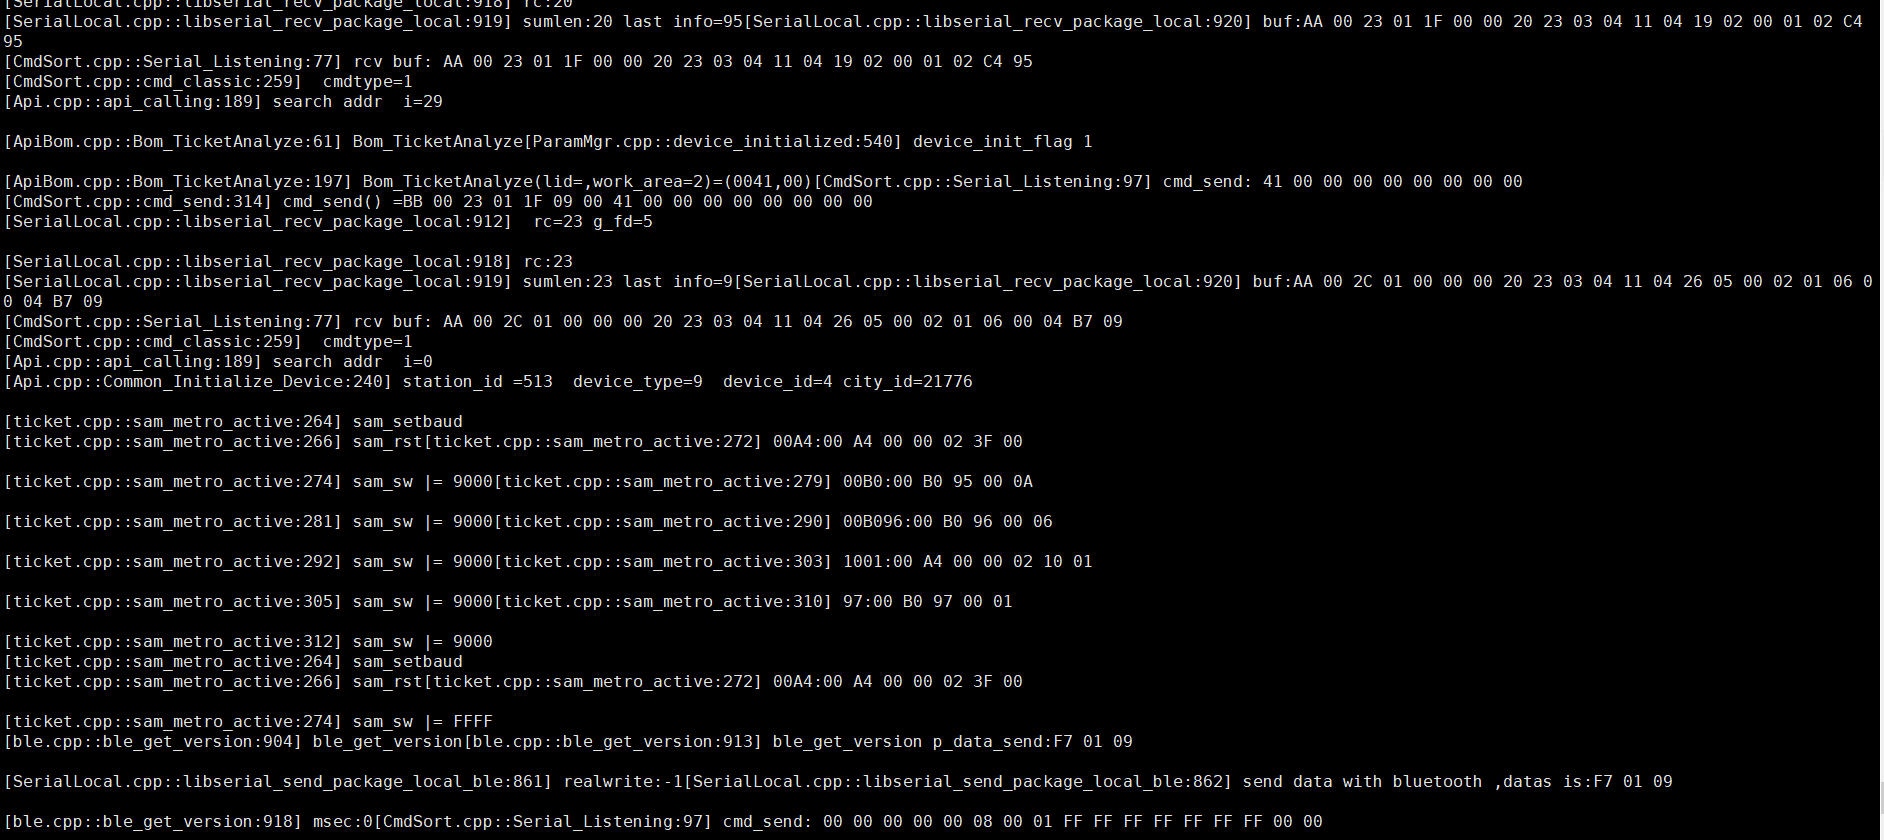 [SerialLocal.cpp::libserial_recv_package_local:918] rc:20
[SerialLocal.cpp::libserial_recv_package_local:919] sumlen:20 last info=95[SerialLocal.cpp::libserial_recv_package_local:920] buf:AA 00 23 01 1F 00 00 20 23 03 04 11 04 19 02 00 01 02 C4
95
[CmdSort.cpp::Serial_Listening:77] rcv buf: AA 00 23 01 1F 00 00 20 23 03 04 11 04 19 02 00 01 02 C4 95
[CmdSort.cpp::cmd_classic:259]  cmdtype=1
[Api.cpp::api_calling:189] search addr  i=29
[ApiBom.cpp::Bom_TicketAnalyze:61] Bom_TicketAnalyze[ParamMgr.cpp::device_initialized:540] device_init_flag 1
[ApiBom.cpp::Bom_TicketAnalyze:197] Bom_TicketAnalyze(lid=,work_area=2)=(0041,00)[CmdSort.cpp::Serial_Listening:97] cmd_send: 41 00 00 00 00 00 00 00 00
[CmdSort.cpp::cmd_send:314] cmd_send() =BB 00 23 01 1F 09 00 41 00 00 00 00 00 00 00 00
[SerialLocal.cpp::libserial_recv_package_local:912]  rc=23 g_fd=5
[SerialLocal.cpp::libserial_recv_package_local:918] rc:23
[SerialLocal.cpp::libserial_recv_package_local:919] sumlen:23 last info=9[SerialLocal.cpp::libserial_recv_package_local:920] buf:AA 00 2C 01 00 00 00 20 23 03 04 11 04 26 05 00 02 01 06 0
0 04 B7 09
[CmdSort.cpp::Serial_Listening:77] rcv buf: AA 00 2C 01 00 00 00 20 23 03 04 11 04 26 05 00 02 01 06 00 04 B7 09
[CmdSort.cpp::cmd_classic:259]  cmdtype=1
[Api.cpp::api_calling:189] search addr  i=0
[Api.cpp::Common_Initialize_Device:240] station_id =513  device_type=9  device_id=4 city_id=21776
[ticket.cpp::sam_metro_active:264] sam_setbaud
[ticket.cpp::sam_metro_active:266] sam_rst[ticket.cpp::sam_metro_active:272] 00A4:00 A4 00 00 02 3F 00
[ticket.cpp::sam_metro_active:274] sam_sw |= 9000[ticket.cpp::sam_metro_active:279] 00B0:00 B0 95 00 0A
[ticket.cpp::sam_metro_active:281] sam_sw |= 9000[ticket.cpp::sam_metro_active:290] 00B096:00 B0 96 00 06
[ticket.cpp::sam_metro_active:292] sam_sw |= 9000[ticket.cpp::sam_metro_active:303] 1001:00 A4 00 00 02 10 01
[ticket.cpp::sam_metro_active:305] sam_sw |= 9000[ticket.cpp::sam_metro_active:310] 97:00 B0 97 00 01
[ticket.cpp::sam_metro_active:312] sam_sw |= 9000
[ticket.cpp::sam_metro_active:264] sam_setbaud
[ticket.cpp::sam_metro_active:266] sam_rst[ticket.cpp::sam_metro_active:272] 00A4:00 A4 00 00 02 3F 00
[ticket.cpp::sam_metro_active:274] sam_sw |= FFFF
[ble.cpp::ble_get_version:904] ble_get_version[ble.cpp::ble_get_version:913] ble_get_version p_data_send:F7 01 09
[SerialLocal.cpp::libserial_send_package_local_ble:861] realwrite:-1[SerialLocal.cpp::libserial_send_package_local_ble:862] send data with bluetooth ,datas is:F7 01 09
[ble.cpp::ble_get_version:918] msec:0[CmdSort.cpp::Serial_Listening:97] cmd_send: 00 00 00 00 00 08 00 01 FF FF FF FF FF FF FF 00 00